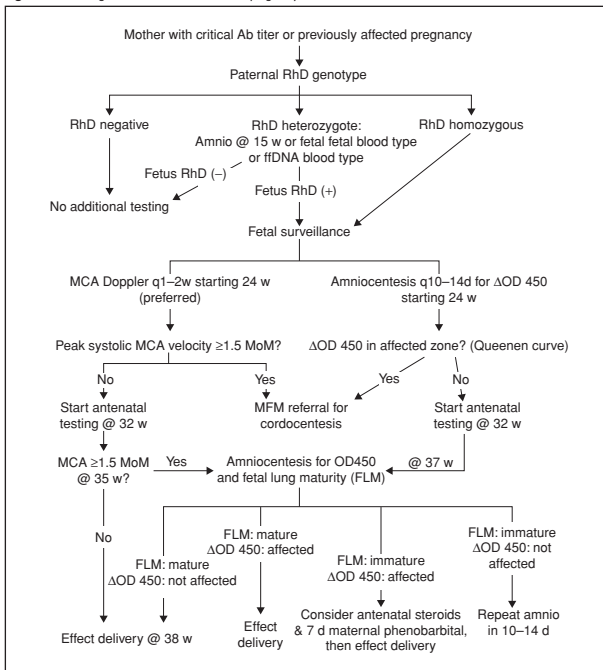 Mother with critical Ab titer or previously affected pregnancy
Paternal RhD genotype
RhD negative
RhD heterozygote:
Amnio @ 15 w or fetal fetal blood type
or ffDNA blood type
RhD homozygous
Fetus RhD (–)
Fetus RhD (+)
No additional testing
Fetal surveillance
MCA Doppler q1–2w starting 24 w
(preferred)
Amniocentesis q10–14d for ΔOD 450
starting 24 w
Peak systolic MCA velocity ≥1.5 MoM?
ΔOD 450 in affected zone? (Queenen curve)
No
Yes
Yes
No
Start antenatal
testing @ 32 w
MFM referral for
cordocentesis
Start antenatal
testing @ 32 w
MCA ≥1.5 MoM
@ 35 w?
Yes
Amniocentesis for OD450
and fetal lung maturity (FLM)
@ 37 w
No
FLM: mature
ΔOD 450: not affected
FLM: mature
ΔOD 450: affected
FLM: immature
ΔOD 450: affected
FLM: immature
ΔOD 450: not
affected
Effect delivery @ 38 w
Effect
delivery
Consider antenatal steroids
& 7 d maternal phenobarbital,
then effect delivery
Repeat amnio
in 10–14 d